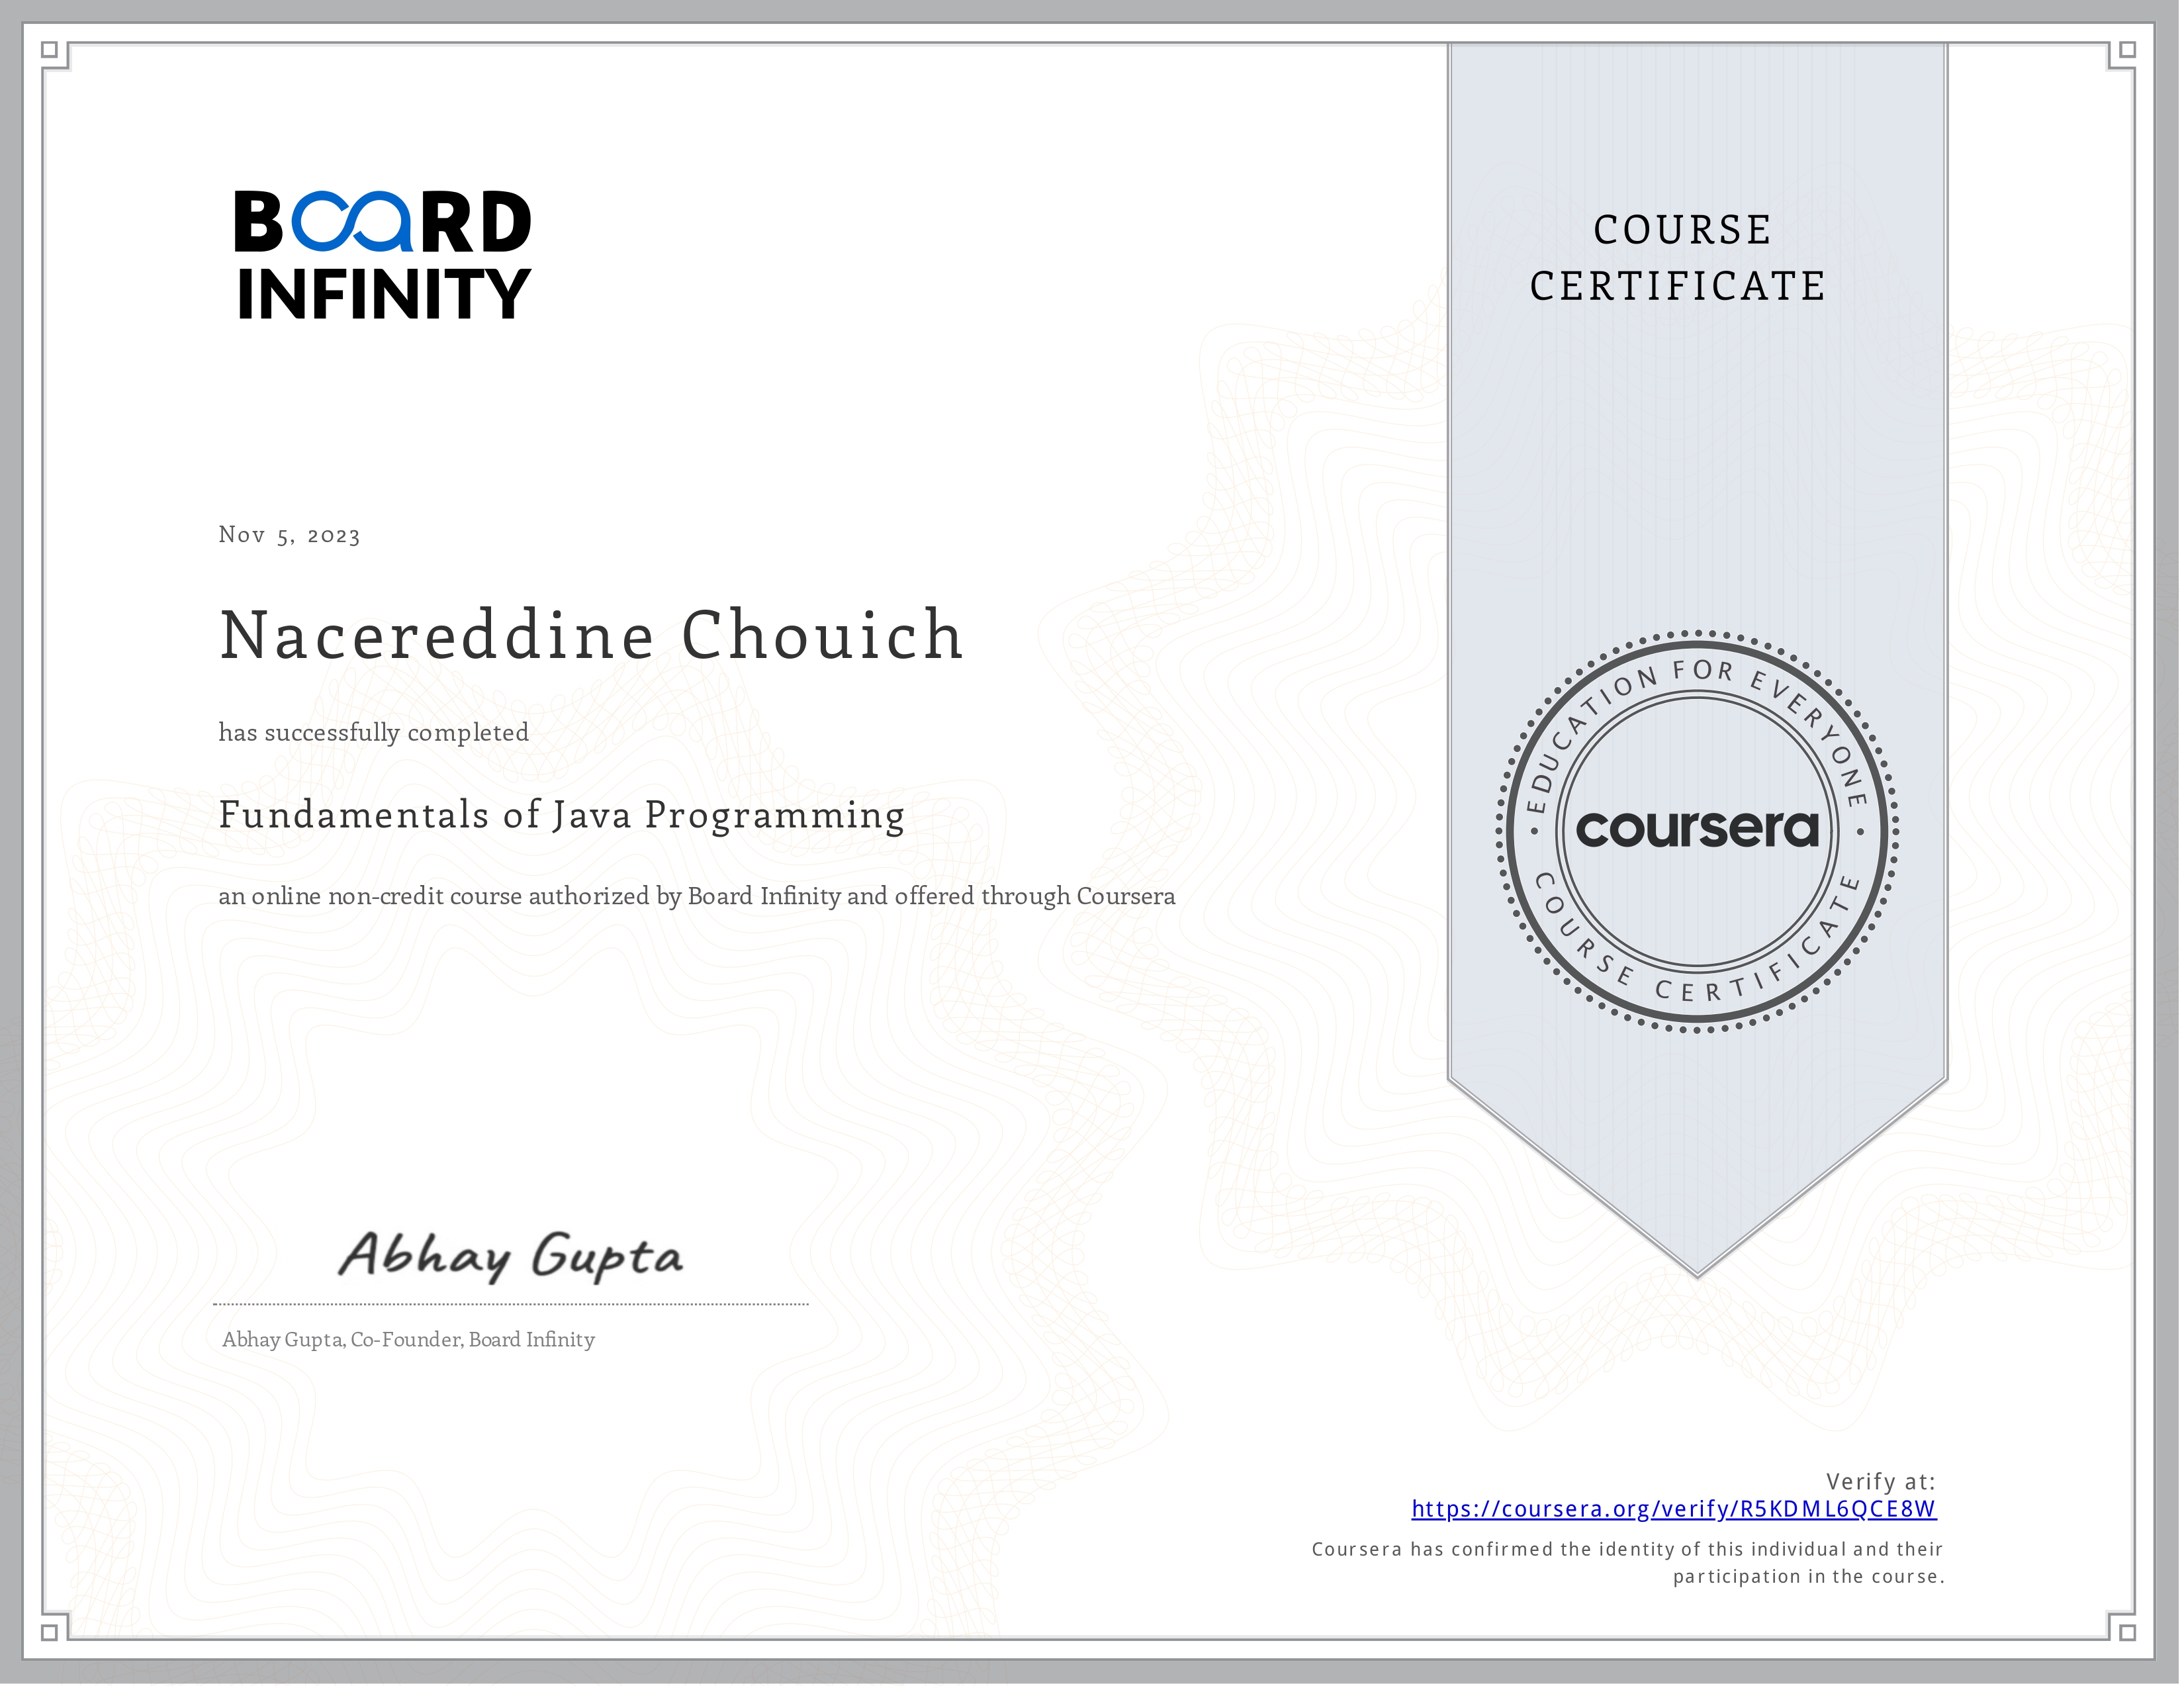 BOARD
INFINITY
COURSE
CERTIFICATE
Nov 5, 2023
Nacereddine Chouich
has successfully completed
Fundamentals of Java Programming
an online non-credit course authorized by Board Infinity and offered through Coursera
EDUCATION FOR EVERYONE
coursera
COURSE CERTIFICATE
Abhay Gupta
Abhay Gupta, Co-Founder, Board Infinity
Verify at:
https://coursera.org/verify/R5KDML6QCE8W
Coursera has confirmed the identity of this individual and their
participation in the course.